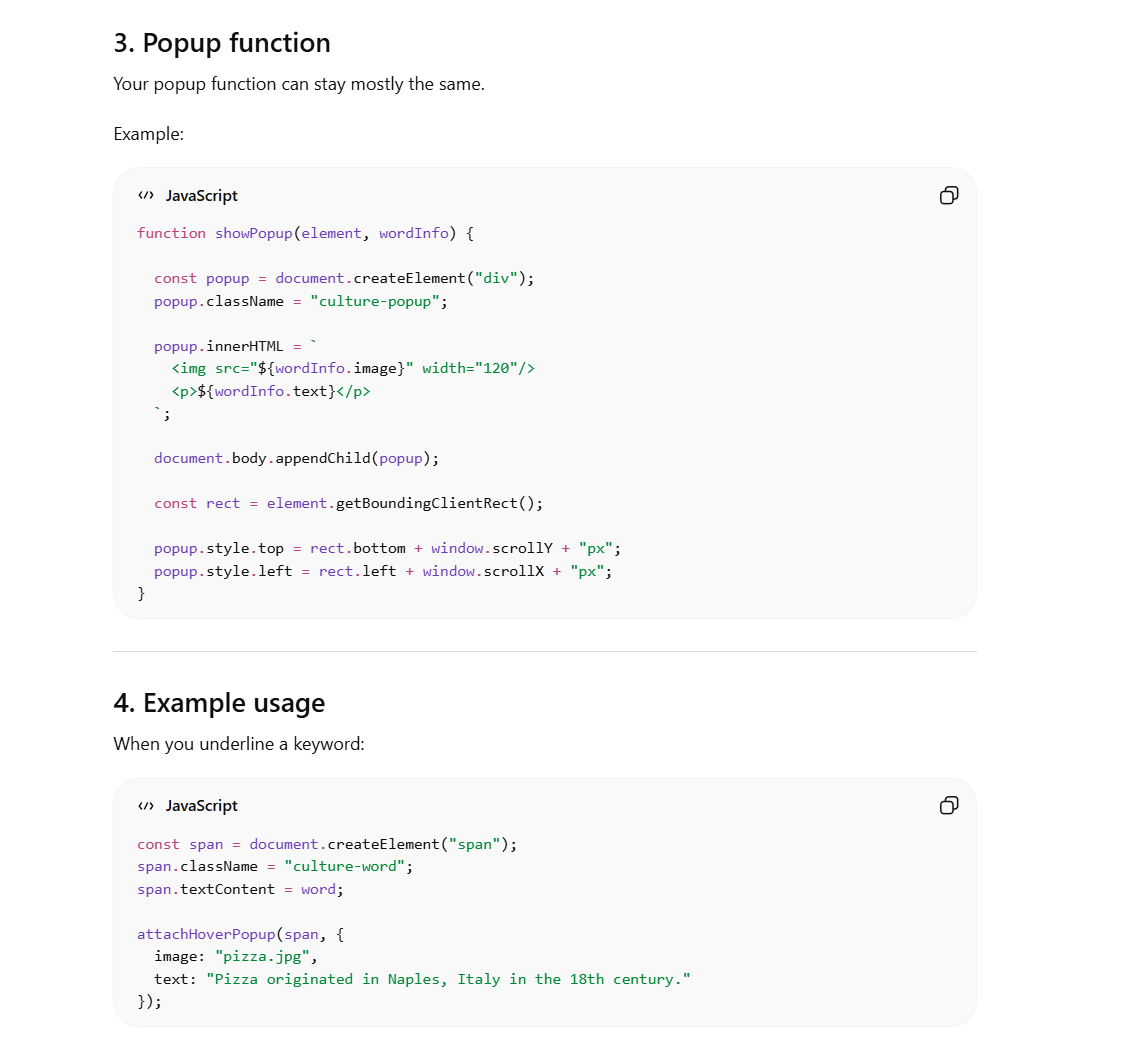 3. Popup function
Your popup function can stay mostly the same.
Example:
JavaScript
function showPopup(element, wordInfo) {
  const popup = document.createElement("div");
  popup.className = "culture-popup";
  popup.innerHTML = `
    <img src="${wordInfo.image}" width="120"/>
    <p>${wordInfo.text}</p>
  `;
  document.body.appendChild(popup);
  const rect = element.getBoundingClientRect();
  popup.style.top = rect.bottom + window.scrollY + "px";
  popup.style.left = rect.left + window.scrollX + "px";
}
4. Example usage
When you underline a keyword:
JavaScript
const span = document.createElement("span");
span.className = "culture-word";
span.textContent = word;
attachHoverPopup(span, {
  image: "pizza.jpg",
  text: "Pizza originated in Naples, Italy in the 18th century."
});